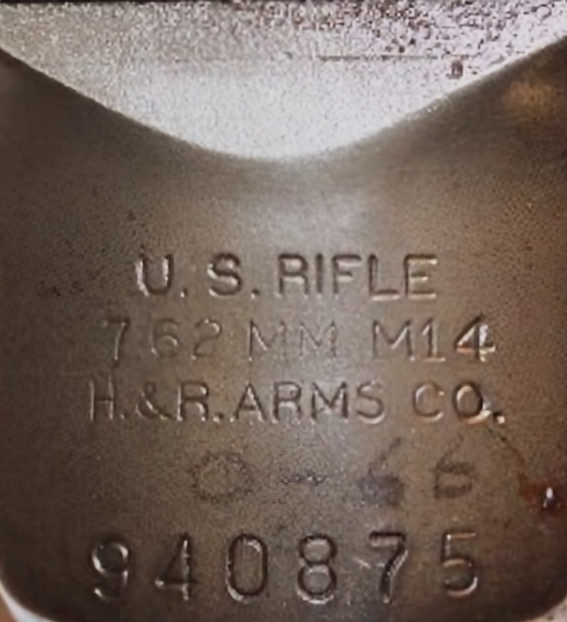 U. S. RIFLE
7.62 MM M14
H.&R. ARMS CO.
940875